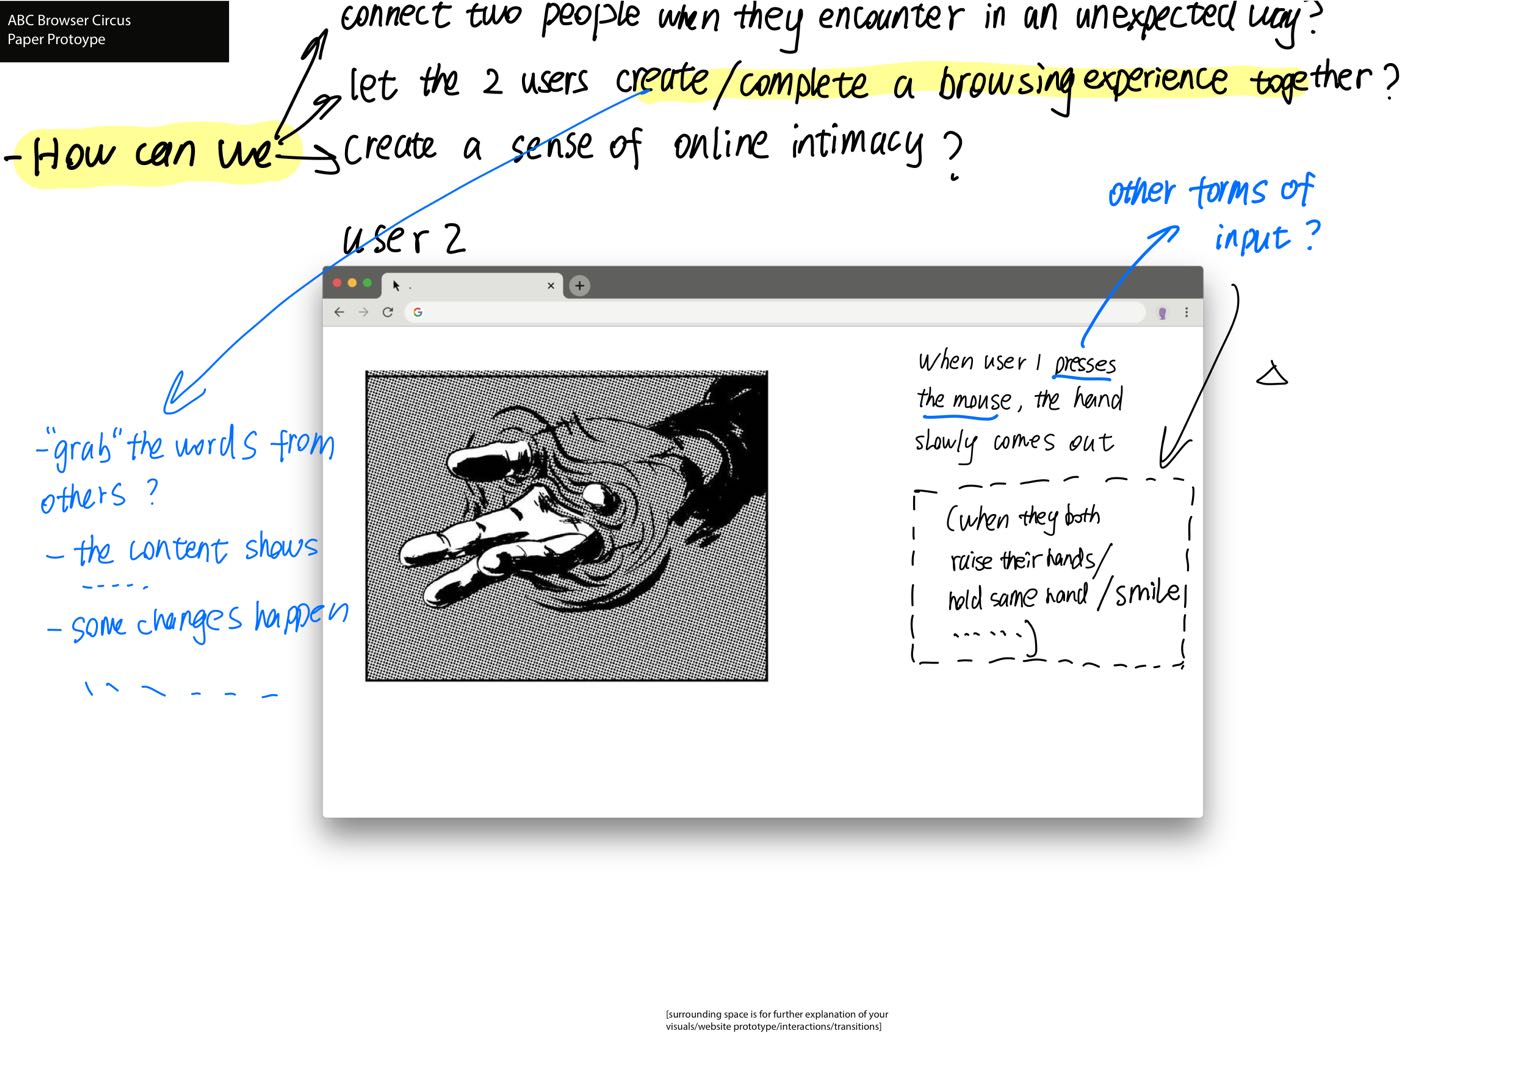 ABC Browser Circus
Paper Protoype
connect two people when they encounter in an unexpected way?
let the 2 users create/complete a browsing experience together?
- How can we
create a sense of online intimacy?
other forms of
input?
user 2
When user 1 presses
the mouse, the hand
slowly comes out
- "grab" the words from
others?
- the content shows
- some changes happen
(when they both
raise their hands/
hold same hand/smile/
......)
[surrounding space is for further explanation of your
visuals/website prototype/interactions/transitions]